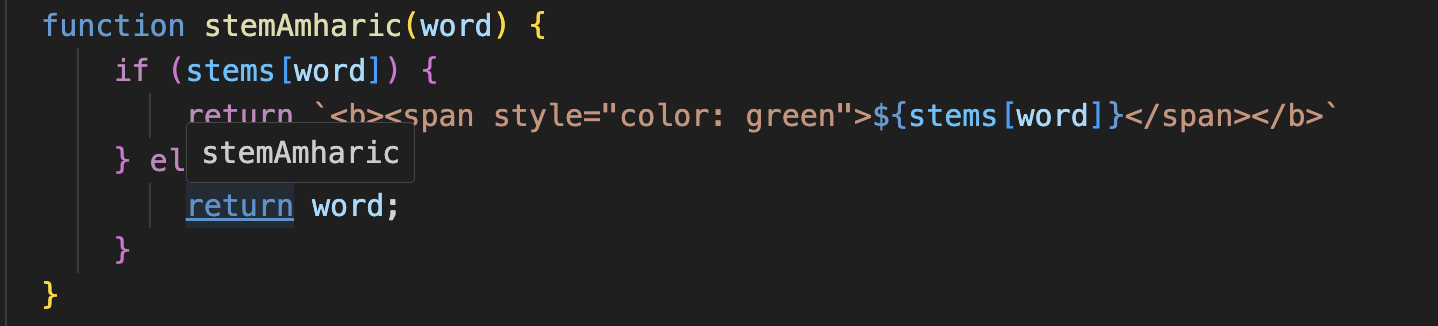 function stemAmharic(word) {
if (stems[word]) {
return `<b><span style="color: green">${stems[word]}</span></b>`
} el
stemAmharic
return word;
}
}